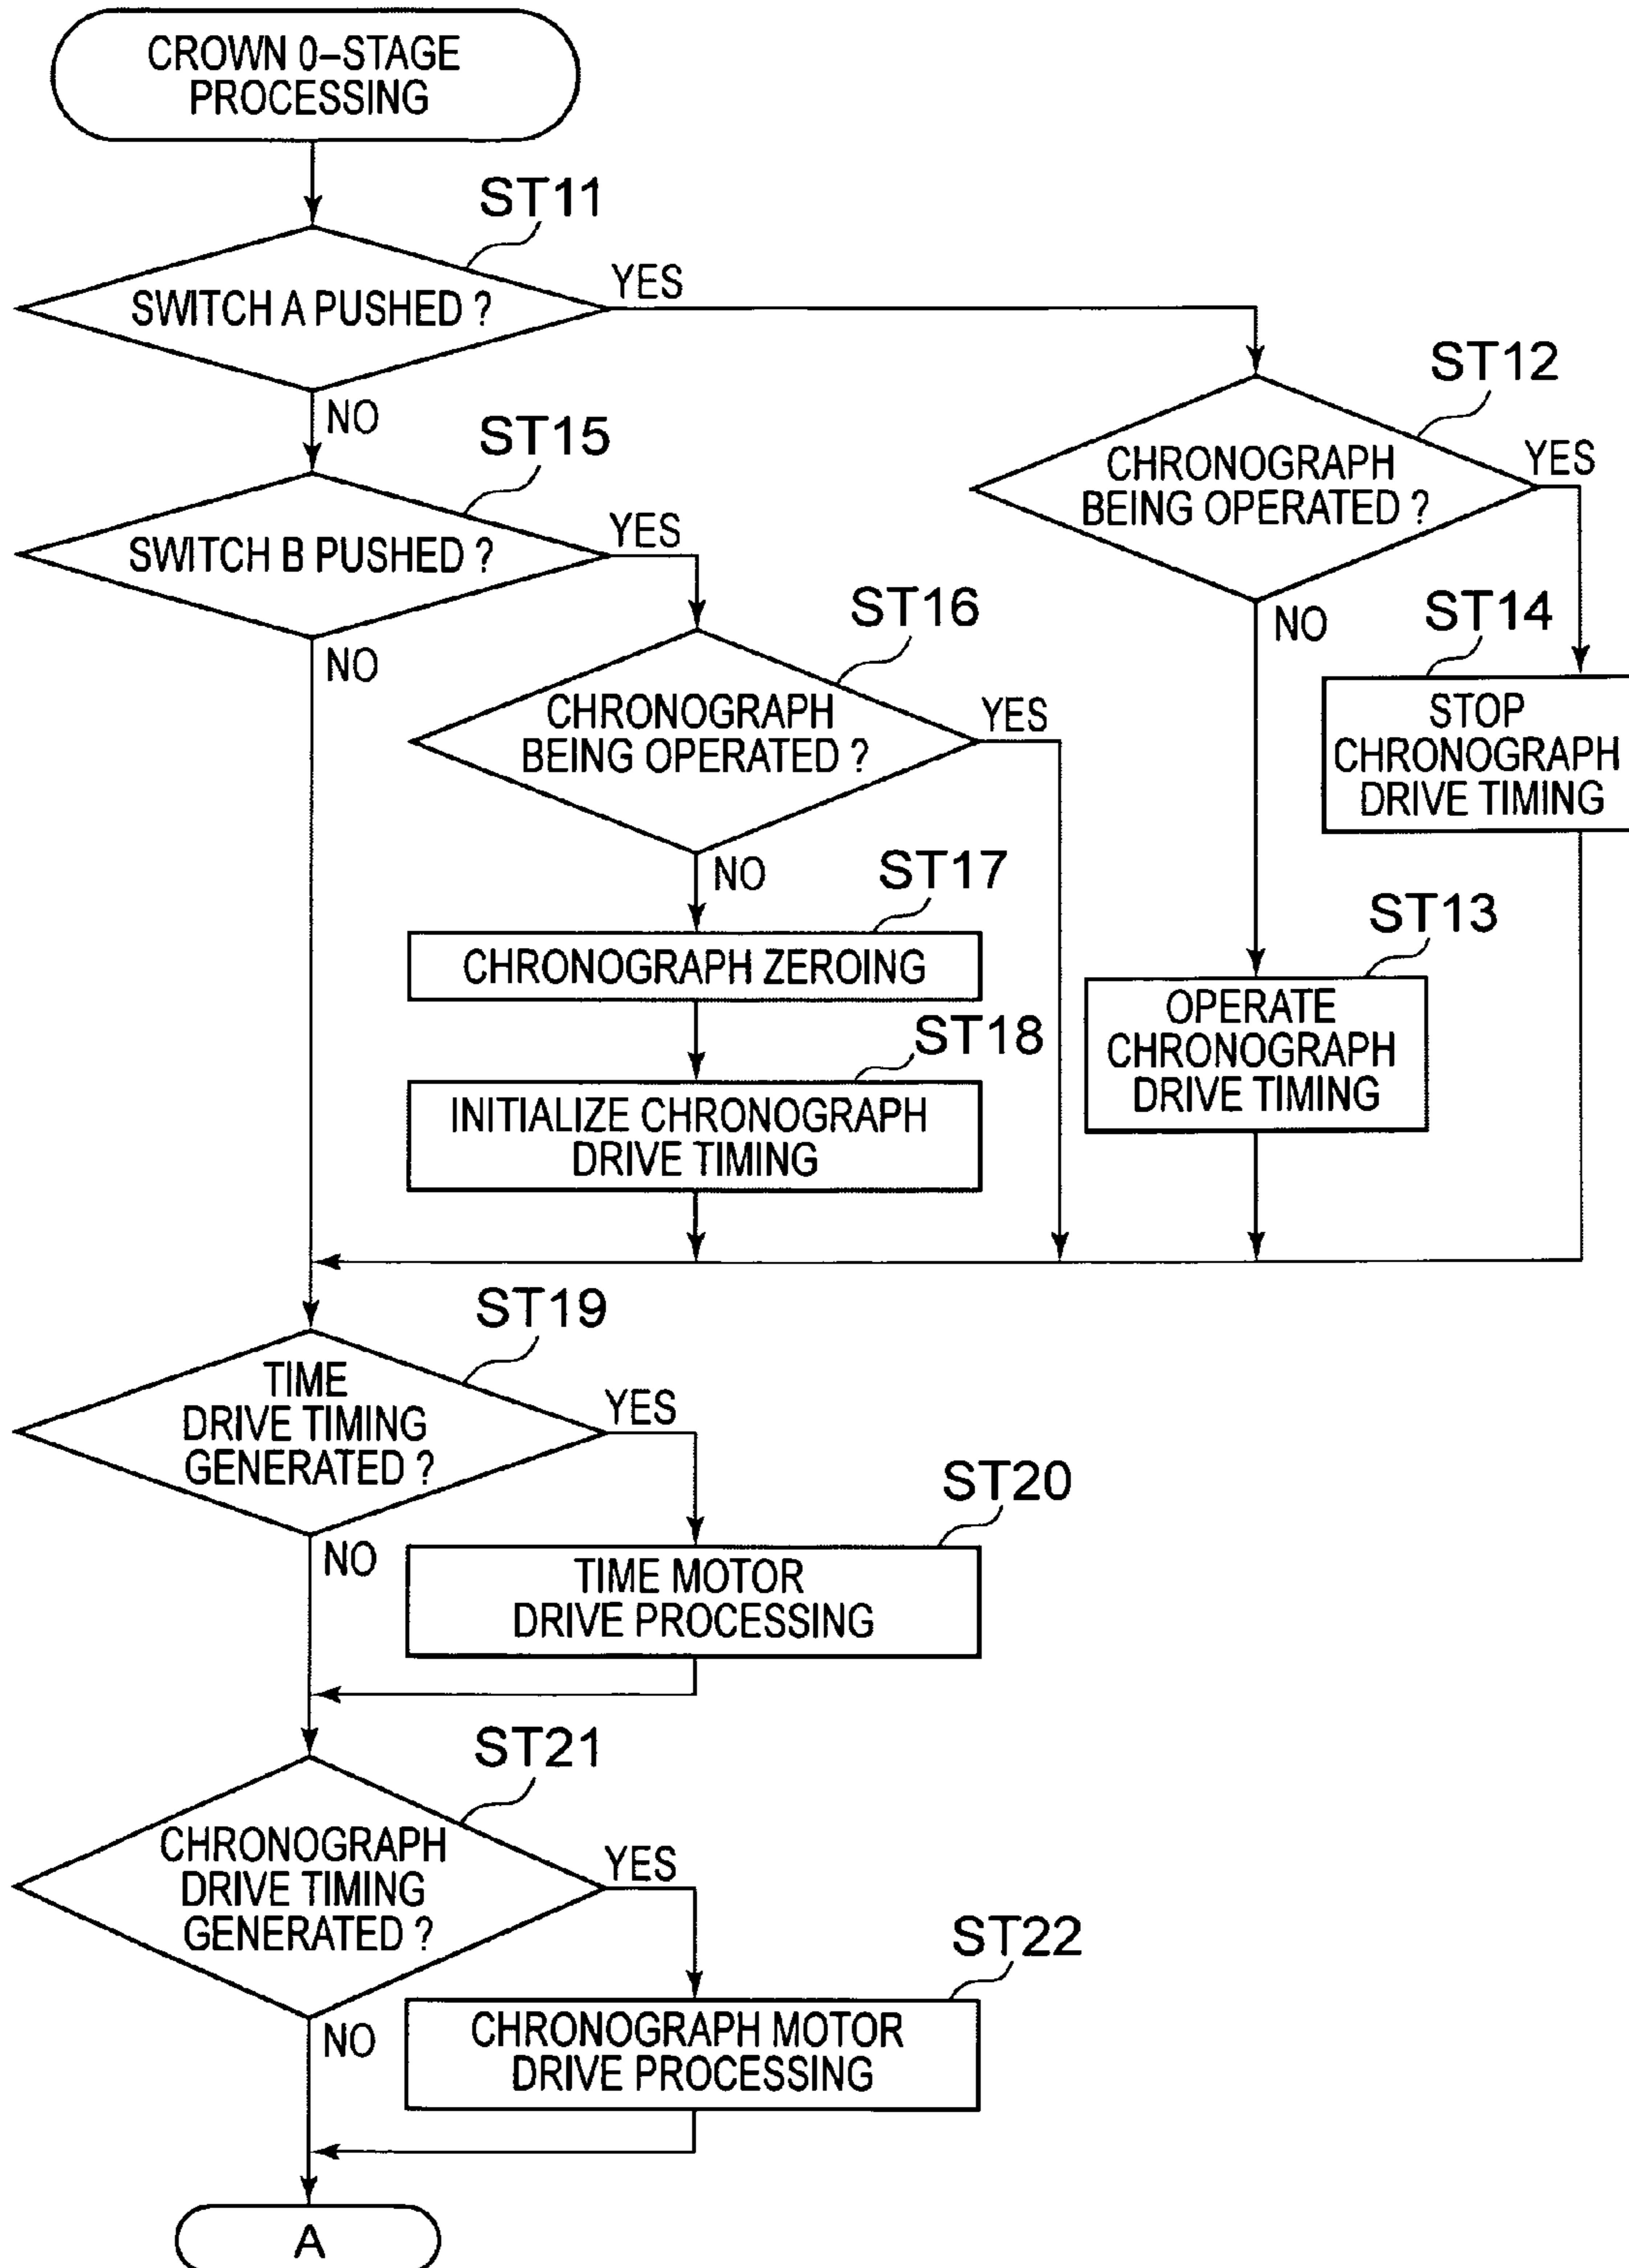 CROWN 0-STAGE
PROCESSING
ST11
SWITCH A PUSHED ?
YES
NO
ST12
CHRONOGRAPH
BEING OPERATED ?
YES
NO
ST15
SWITCH B PUSHED ?
YES
NO
ST16
CHRONOGRAPH
BEING OPERATED ?
YES
NO
ST14
STOP
CHRONOGRAPH
DRIVE TIMING
ST17
CHRONOGRAPH ZEROING
ST13
OPERATE
CHRONOGRAPH
DRIVE TIMING
ST18
INITIALIZE CHRONOGRAPH
DRIVE TIMING
ST19
TIME
DRIVE TIMING
GENERATED ?
YES
NO
ST20
TIME MOTOR
DRIVE PROCESSING
ST21
CHRONOGRAPH
DRIVE TIMING
GENERATED ?
YES
NO
ST22
CHRONOGRAPH MOTOR
DRIVE PROCESSING
A